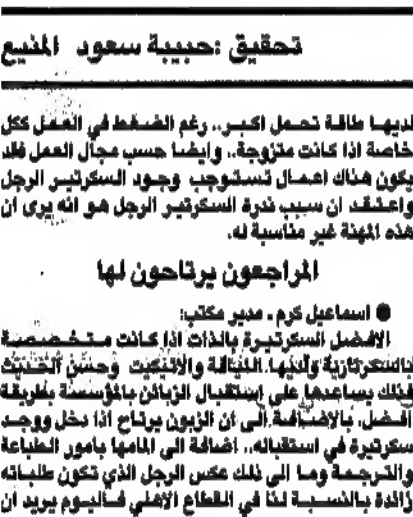 تحقيق :حبيبة سعود المنيع
لديها طاقة تحمل اكبر.. رغم الضغط في العمل ككل
خاصة اذا كانت متزوجة.. وايضا حسب مجال العمل فقد
يكون هناك اعمال تستوجب وجود السكرتير الرجل
واعتقد ان سبب ندرة السكرتير الرجل هو انه يرى ان
هذه المهنة غير مناسبة له.
المراجعون يرتاحون لها
● اسماعيل كرم ـ مدير مكتب:
الافضل السكرتيرة بالذات اذا كانت متخصصة
بالسكرتارية ولديها اللباقة والاتيكيت وحسن الحديث
فذلك يساعدها على إستقبال الزبائن بالمؤسسة بطريقة
افضل. بالاضافة الى ان الزبون يرتاح اذا دخل ووجد
سكرتيرة في استقباله.. اضافة الى المامها بامور الطباعة
والترجمة وما الى ذلك عكس الرجل الذي تكون طلباته
زائدة بالنسبة لنا في القطاع الاهلي فاليوم يريد ان